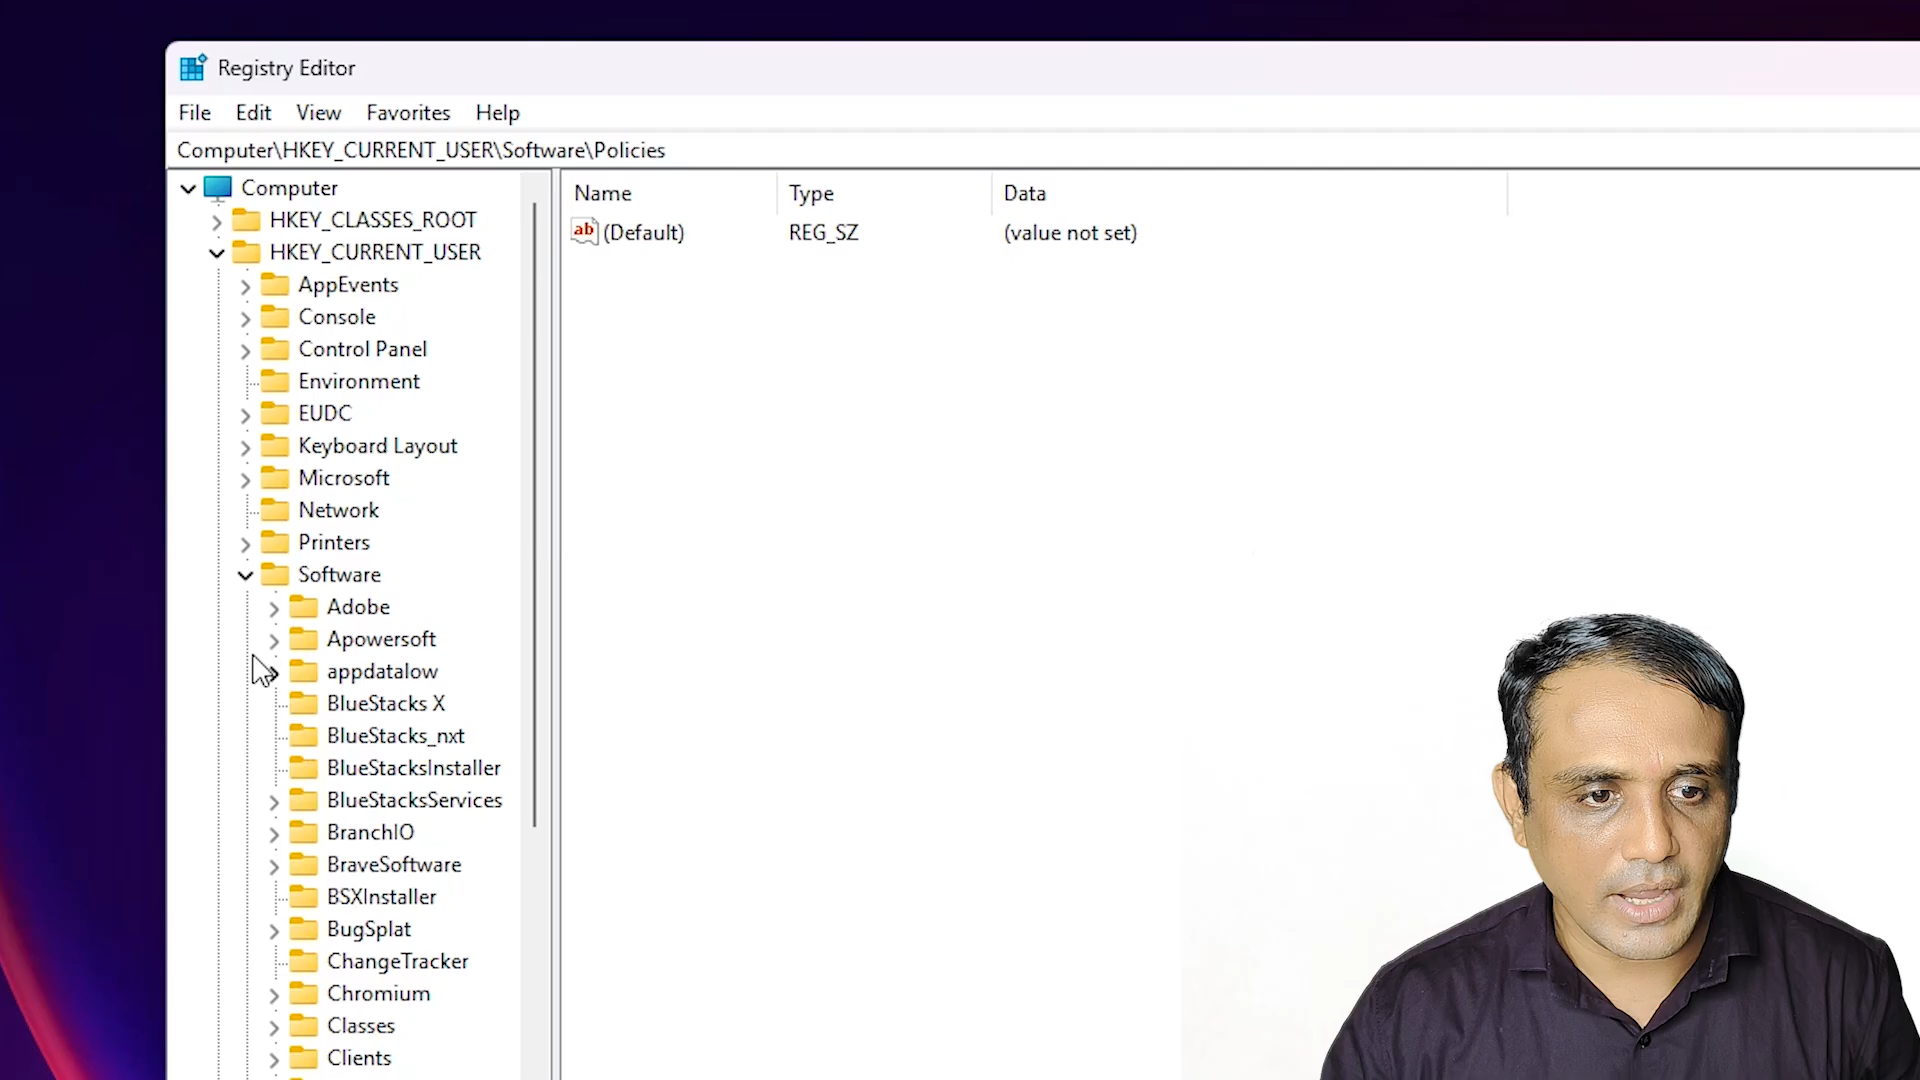 Registry Editor
File Edit View Favorites Help
Computer\HKEY_CURRENT_USER\Software\Policies
Computer
HKEY_CLASSES_ROOT
HKEY_CURRENT_USER
AppEvents
Console
Control Panel
Environment
EUDC
Keyboard Layout
Microsoft
Network
Printers
Software
Adobe
Apowersoft
appdatalow
BlueStacks X
BlueStacks_nxt
BlueStacksInstaller
BlueStacksServices
BranchIO
BraveSoftware
BSXInstaller
BugSplat
ChangeTracker
Chromium
Classes
Clients
Name Type Data
ab (Default) REG_SZ (value not set)